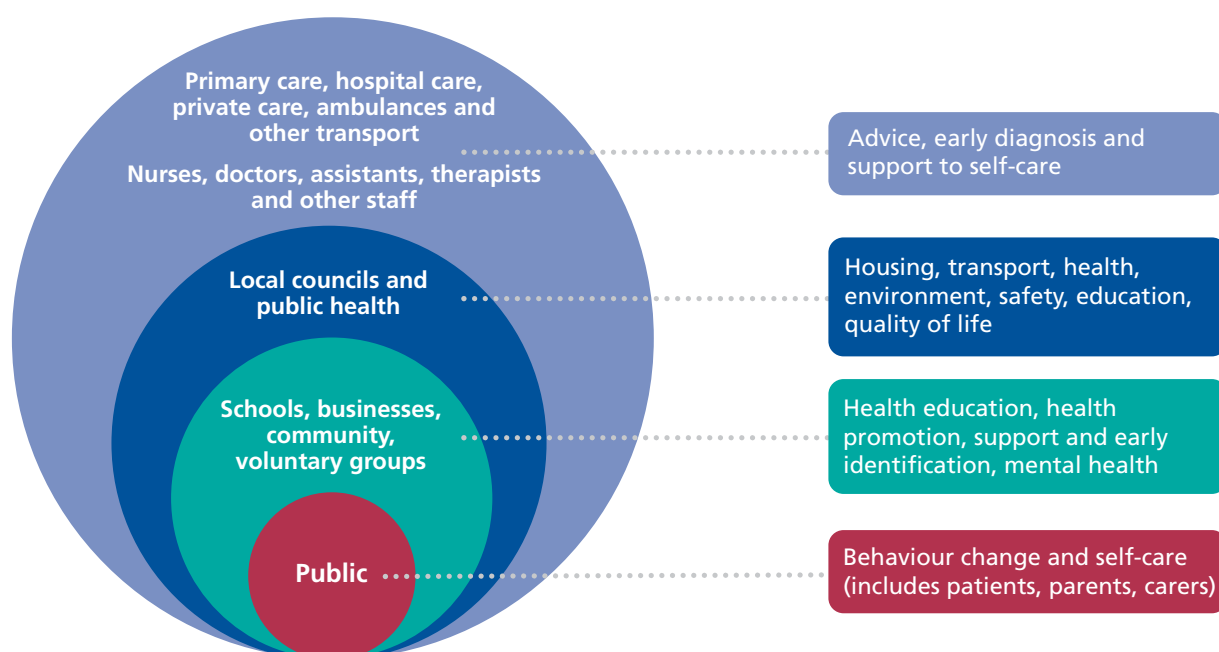 Primary care, hospital care,
private care, ambulances and
other transport
Nurses, doctors, assistants, therapists
and other staff
Advice, early diagnosis and
support to self-care
Local councils and
public health
Housing, transport, health,
environment, safety, education,
quality of life
Schools, businesses,
community,
voluntary groups
Health education, health
promotion, support and early
identification, mental health
Public
Behaviour change and self-care
(includes patients, parents, carers)